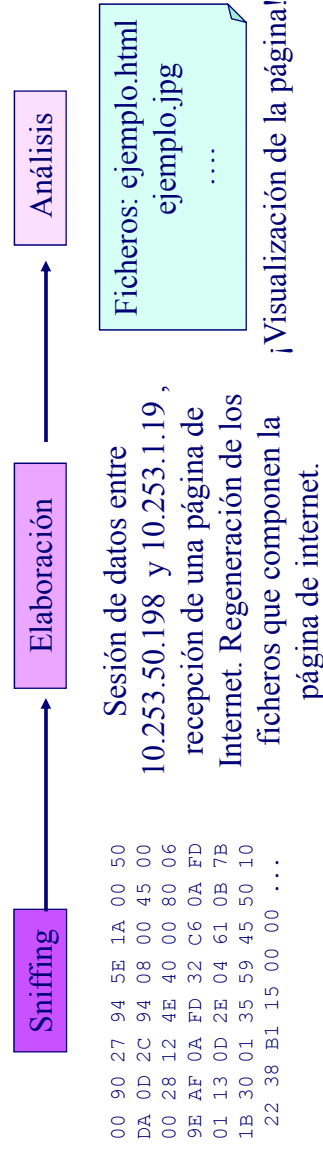 Sniffing
Elaboración
Análisis
00 90 27 94 5E 1A 00 50
DA 0D 2C 94 08 00 45 00
00 28 12 4E 40 00 80 06
9E AF 0A FD 32 C6 0A FD
01 13 0D 2E 04 61 0B 7B
1B 30 01 35 59 45 50 10
22 38 B1 15 00 00 ...
Sesión de datos entre
10.253.50.198 y 10.253.1.19 ,
recepción de una página de
Internet. Regeneración de los
ficheros que componen la
página de internet.
Ficheros: ejemplo.html
ejemplo.jpg
....
¡Visualización de la página!